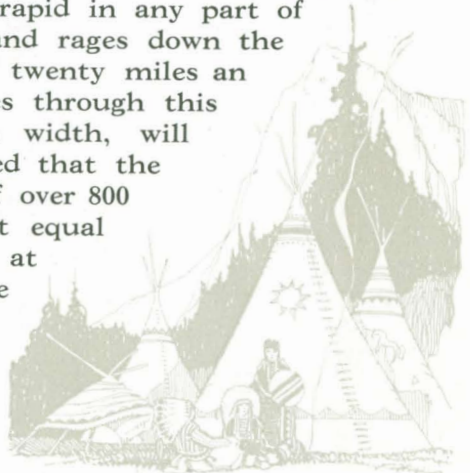 rapid in any part of
and rages down the
twenty miles an
through this
width, will
that the
over 800
equal
at